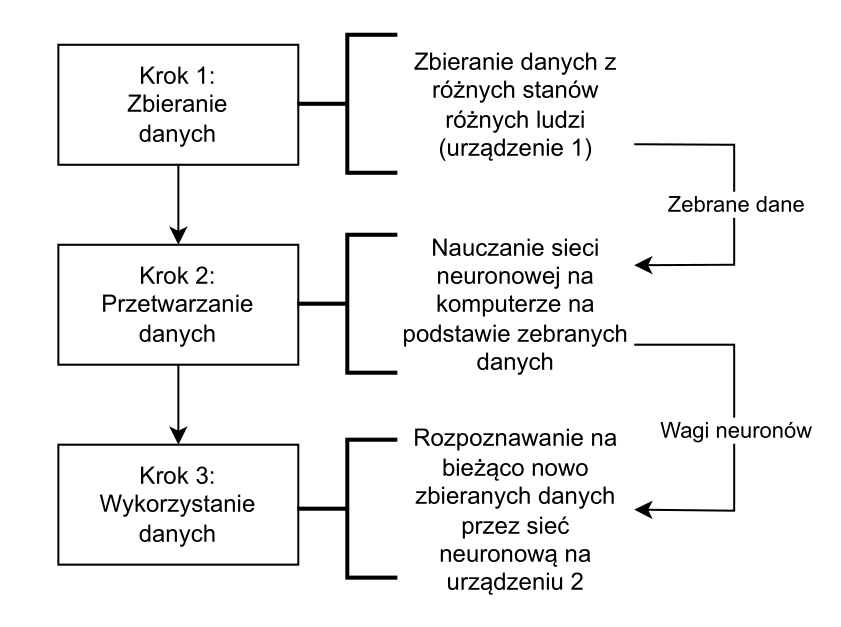 Krok 1:
Zbieranie
danych
Zbieranie danych z
różnych stanów
różnych ludzi
(urządzenie 1)
Zebrane dane
Krok 2:
Przetwarzanie
danych
Nauczanie sieci
neuronowej na
komputerze na
podstawie zebranych
danych
Wagi neuronów
Krok 3:
Wykorzystanie
danych
Rozpoznawanie na
bieżąco nowo
zbieranych danych
przez sieć
neuronową na
urządzeniu 2